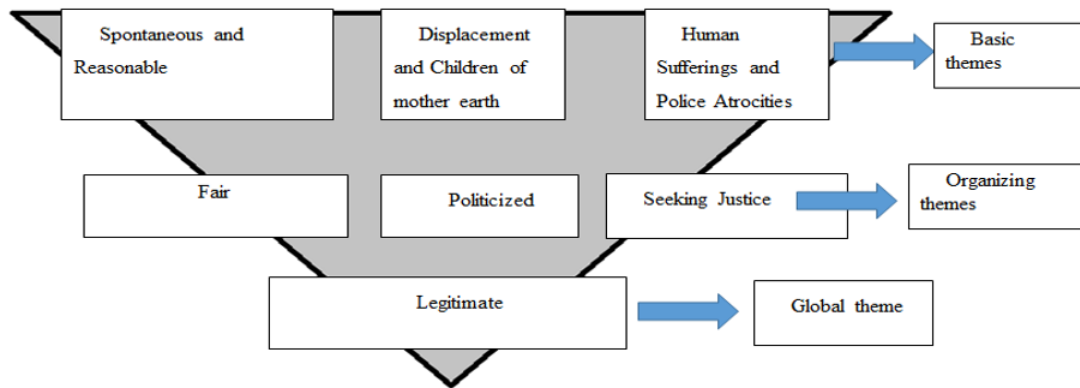 Spontaneous and
Reasonable
Displacement
and Children of
mother earth
Human
Sufferings and
Police Atrocities
Basic
themes
Fair
Politicized
Seeking Justice
Organizing
themes
Legitimate
Global theme